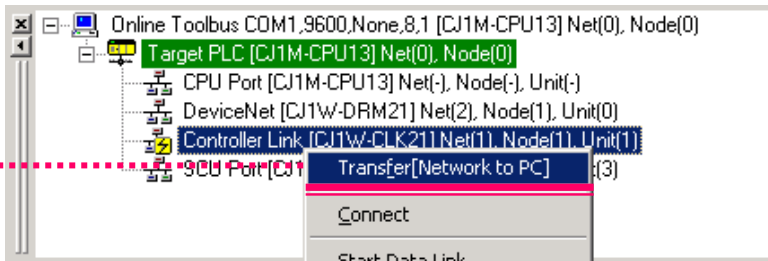 Online Toolbus COM1,9600,None,8,1 [CJ1M-CPU13] Net(0), Node(0)
Target PLC [CJ1M-CPU13] Net(0), Node(0)
CPU Port [CJ1M-CPU13] Net(-), Node(-), Unit(-)
DeviceNet [CJ1W-DRM21] Net(2), Node(1), Unit(0)
Controller Link [CJ1W-CLK21] Net(1), Node(1), Unit(1)
SCU Port [CJ1 (3)
Transfer[Network to PC]
Connect
Start Data Link